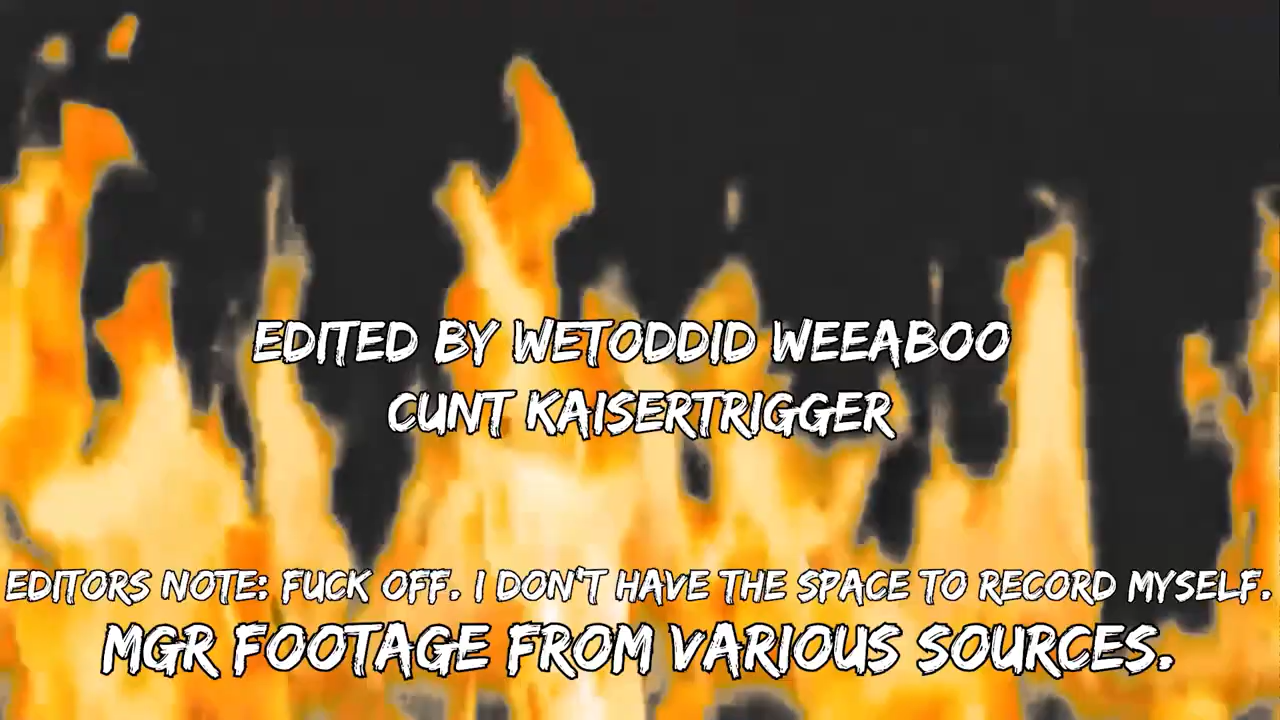 EDITED BY WETODDID WEEABOO
CUNT KAISERTRIGGER
EDITORS NOTE: FUCK OFF. I DON'T HAVE THE SPACE TO RECORD MYSELF.
MGR FOOTAGE FROM VARIOUS SOURCES.